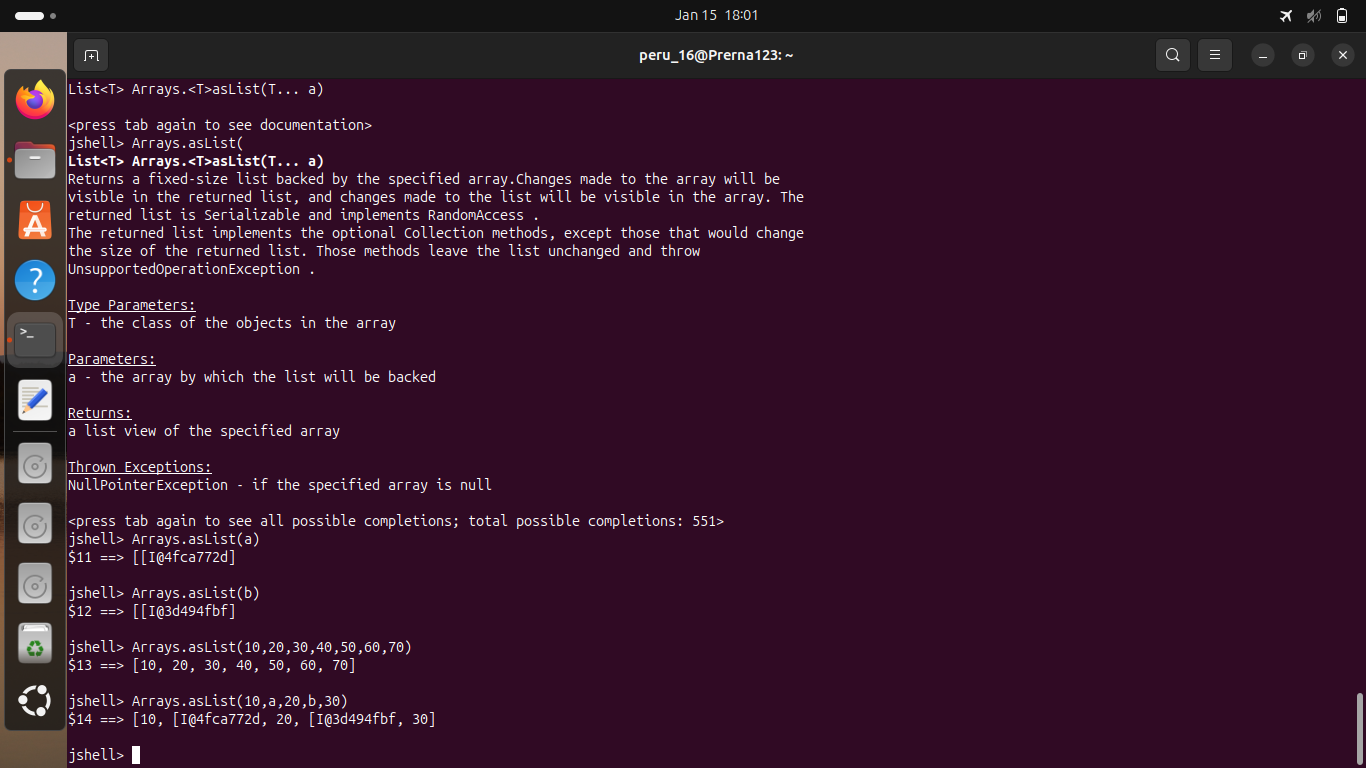 Jan 15  18:01
peru_16@Prerna123: ~
List<T> Arrays.<T>asList(T... a)
<press tab again to see documentation>
jshell> Arrays.asList(
List<T> Arrays.<T>asList(T... a)
Returns a fixed-size list backed by the specified array.Changes made to the array will be
visible in the returned list, and changes made to the list will be visible in the array. The
returned list is Serializable and implements RandomAccess .
The returned list implements the optional Collection methods, except those that would change
the size of the returned list. Those methods leave the list unchanged and throw
UnsupportedOperationException .
Type Parameters:
T - the class of the objects in the array
Parameters:
a - the array by which the list will be backed
Returns:
a list view of the specified array
Thrown Exceptions:
NullPointerException - if the specified array is null
<press tab again to see all possible completions; total possible completions: 551>
jshell> Arrays.asList(a)
$11 ==> [[I@4fca772d]
jshell> Arrays.asList(b)
$12 ==> [[I@3d494fbf]
jshell> Arrays.asList(10,20,30,40,50,60,70)
$13 ==> [10, 20, 30, 40, 50, 60, 70]
jshell> Arrays.asList(10,a,20,b,30)
$14 ==> [10, [I@4fca772d, 20, [I@3d494fbf, 30]
jshell>